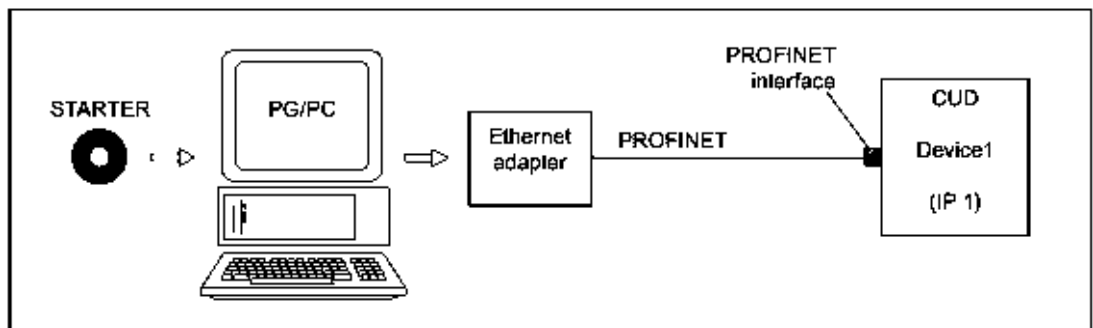 STARTER
PG/PC
Ethernet
adapter
PROFINET
PROFINET
interface
CUD
Device1
(IP 1)